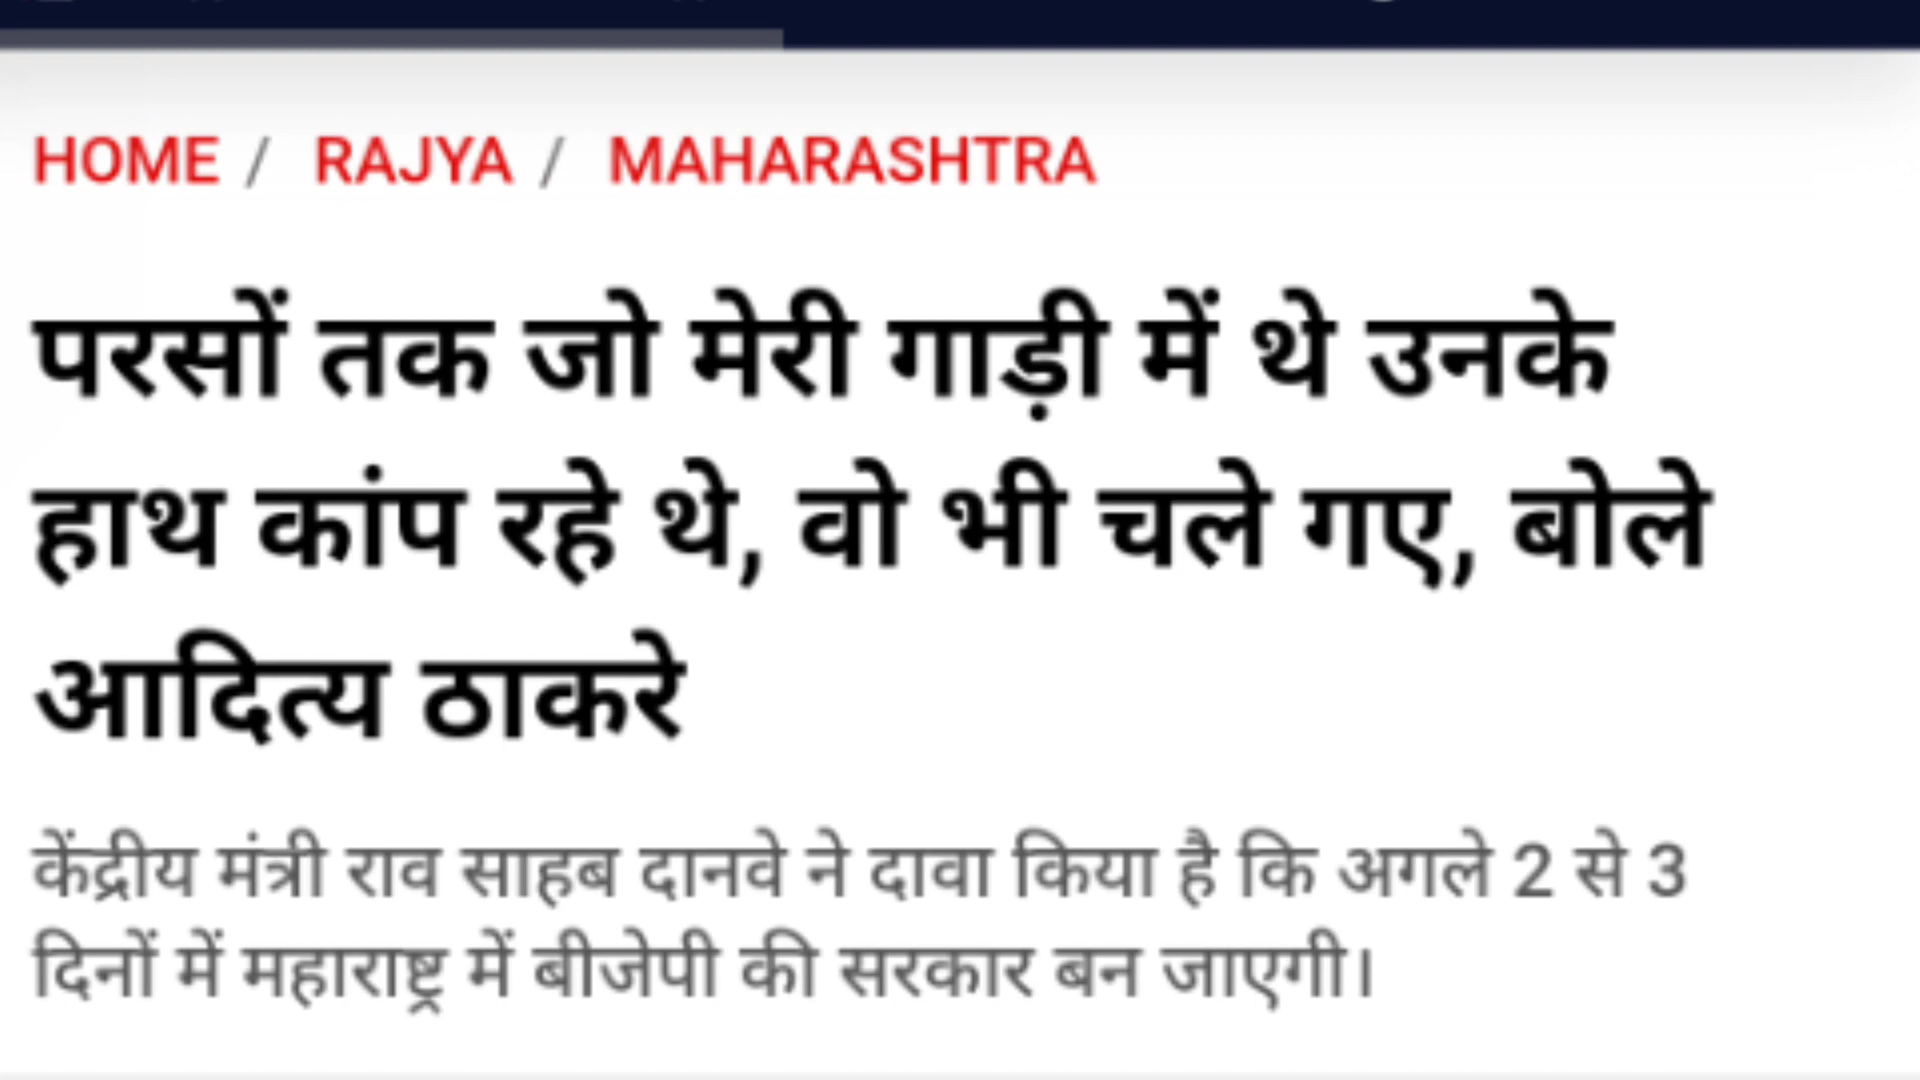 HOME / RAJYA / MAHARASHTRA
परसों तक जो मेरी गाड़ी में थे उनके
हाथ कांप रहे थे, वो भी चले गए, बोले
आदित्य ठाकरे
केंद्रीय मंत्री राव साहब दानवे ने दावा किया है कि अगले 2 से 3
दिनों में महाराष्ट्र में बीजेपी की सरकार बन जाएगी।